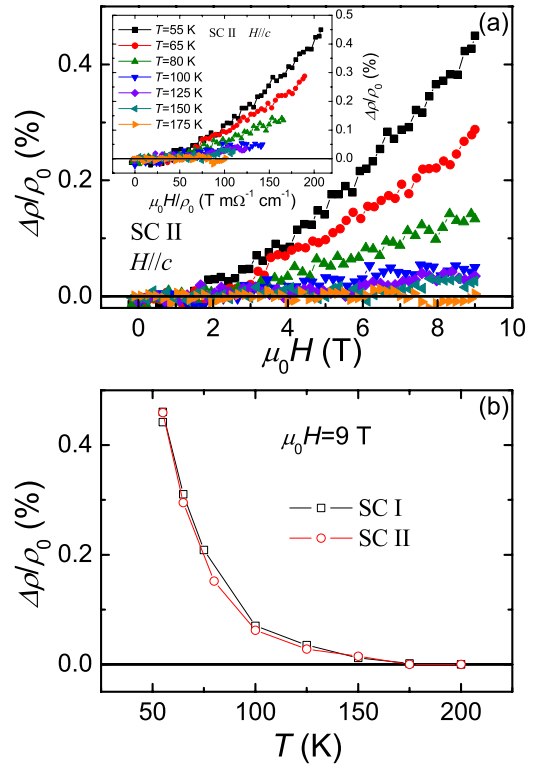 (a)
SC II H//c
T=55 K
T=65 K
T=80 K
T=100 K
T=125 K
T=150 K
T=175 K
0.5
0.4
0.3
0.2
0.1
0.0
Δρ/ρ0 (%)
0 50 100 150 200
μ0H/ρ0 (T mΩ⁻¹ cm⁻¹)
0.4
0.2
0.0
Δρ/ρ0 (%)
SC II
H//c
0 2 4 6 8 10
μ0H (T)
(b)
μ0H=9 T
SC I
SC II
0.4
0.2
0.0
Δρ/ρ0 (%)
50 100 150 200
T (K)